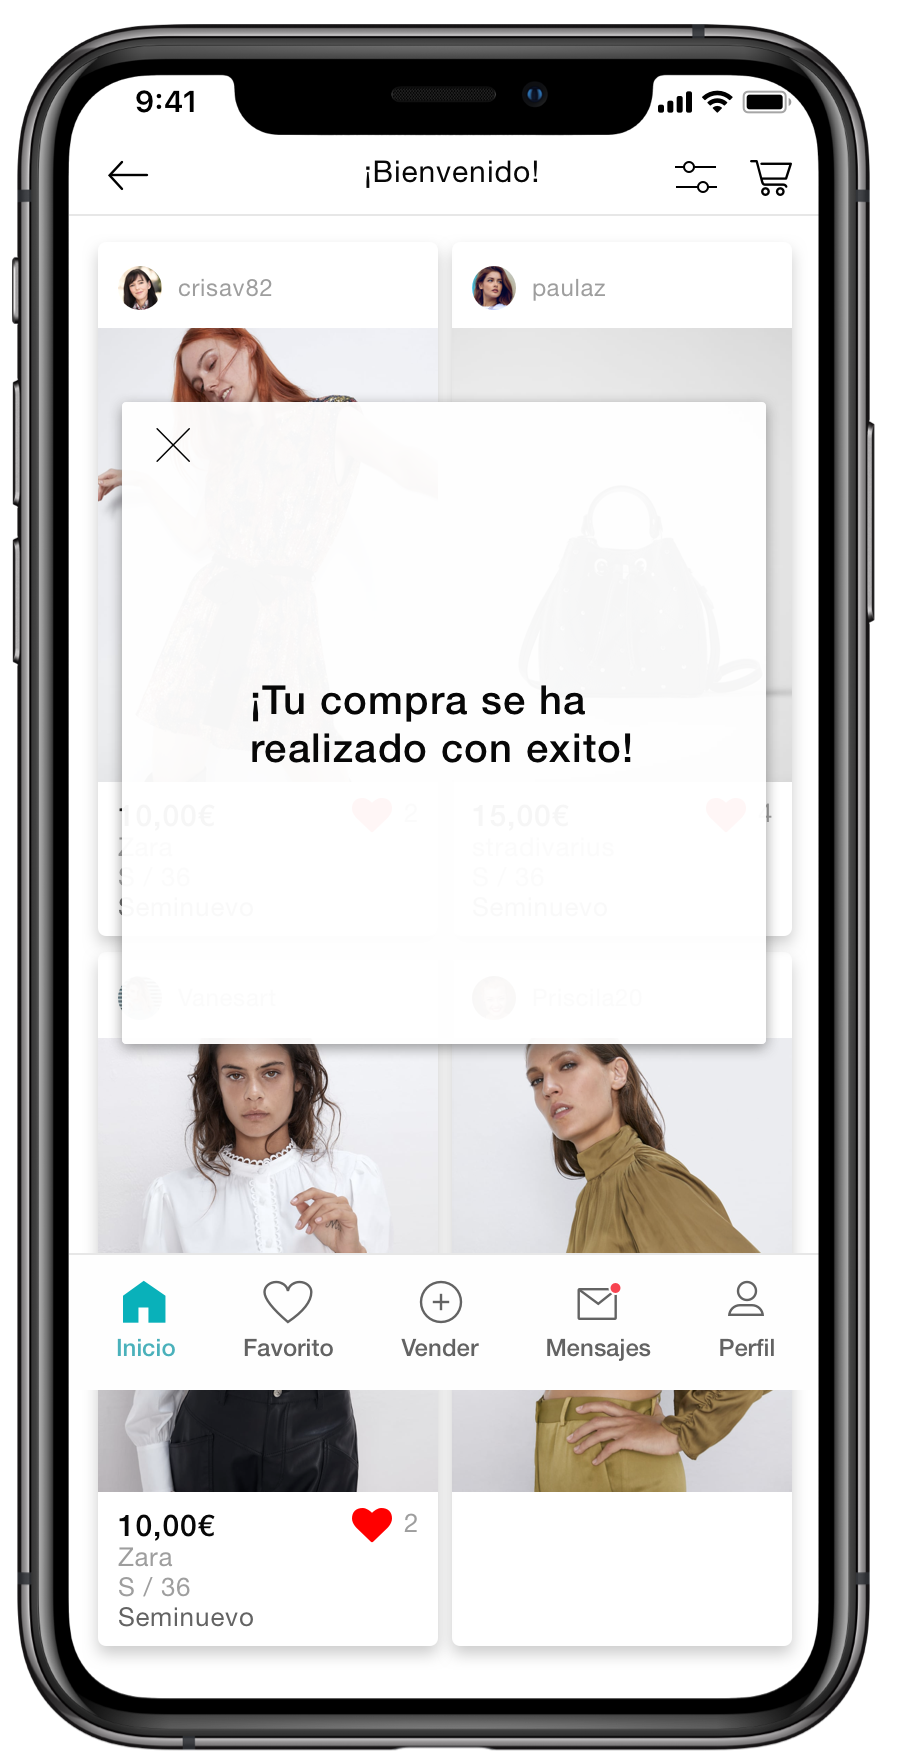 9:41
¡Bienvenido!
crisav82
paulaz
¡Tu compra se ha
realizado con exito!
10,00€
2
Zara
S / 36
Seminuevo
15,00€
4
stradivarius
S / 36
Seminuevo
Vanesart
Priscila20
Inicio
Favorito
Vender
Mensajes
Perfil
10,00€
2
Zara
S / 36
Seminuevo